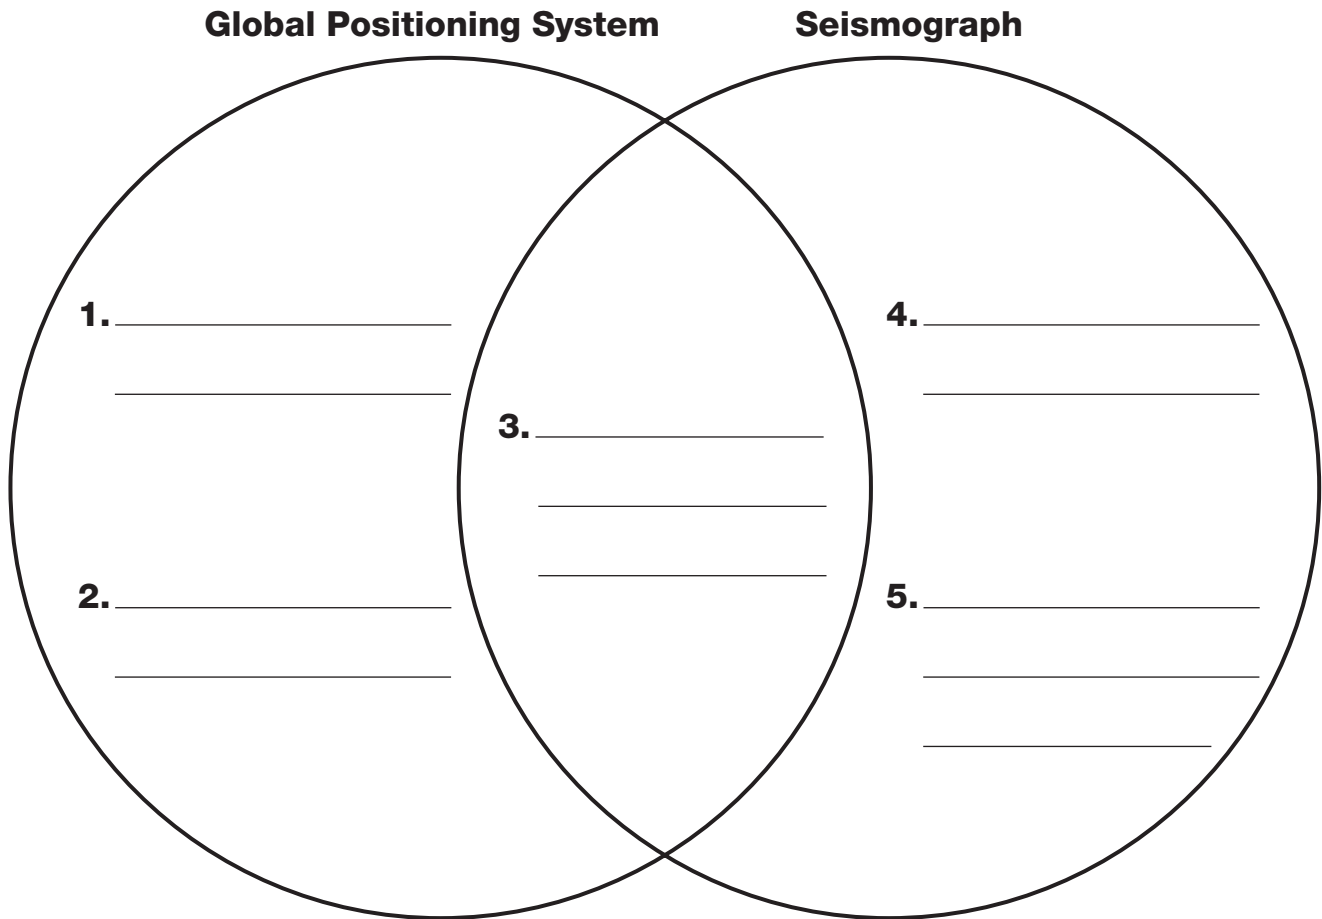 Global Positioning System
Seismograph
1.
2.
3.
4.
5.